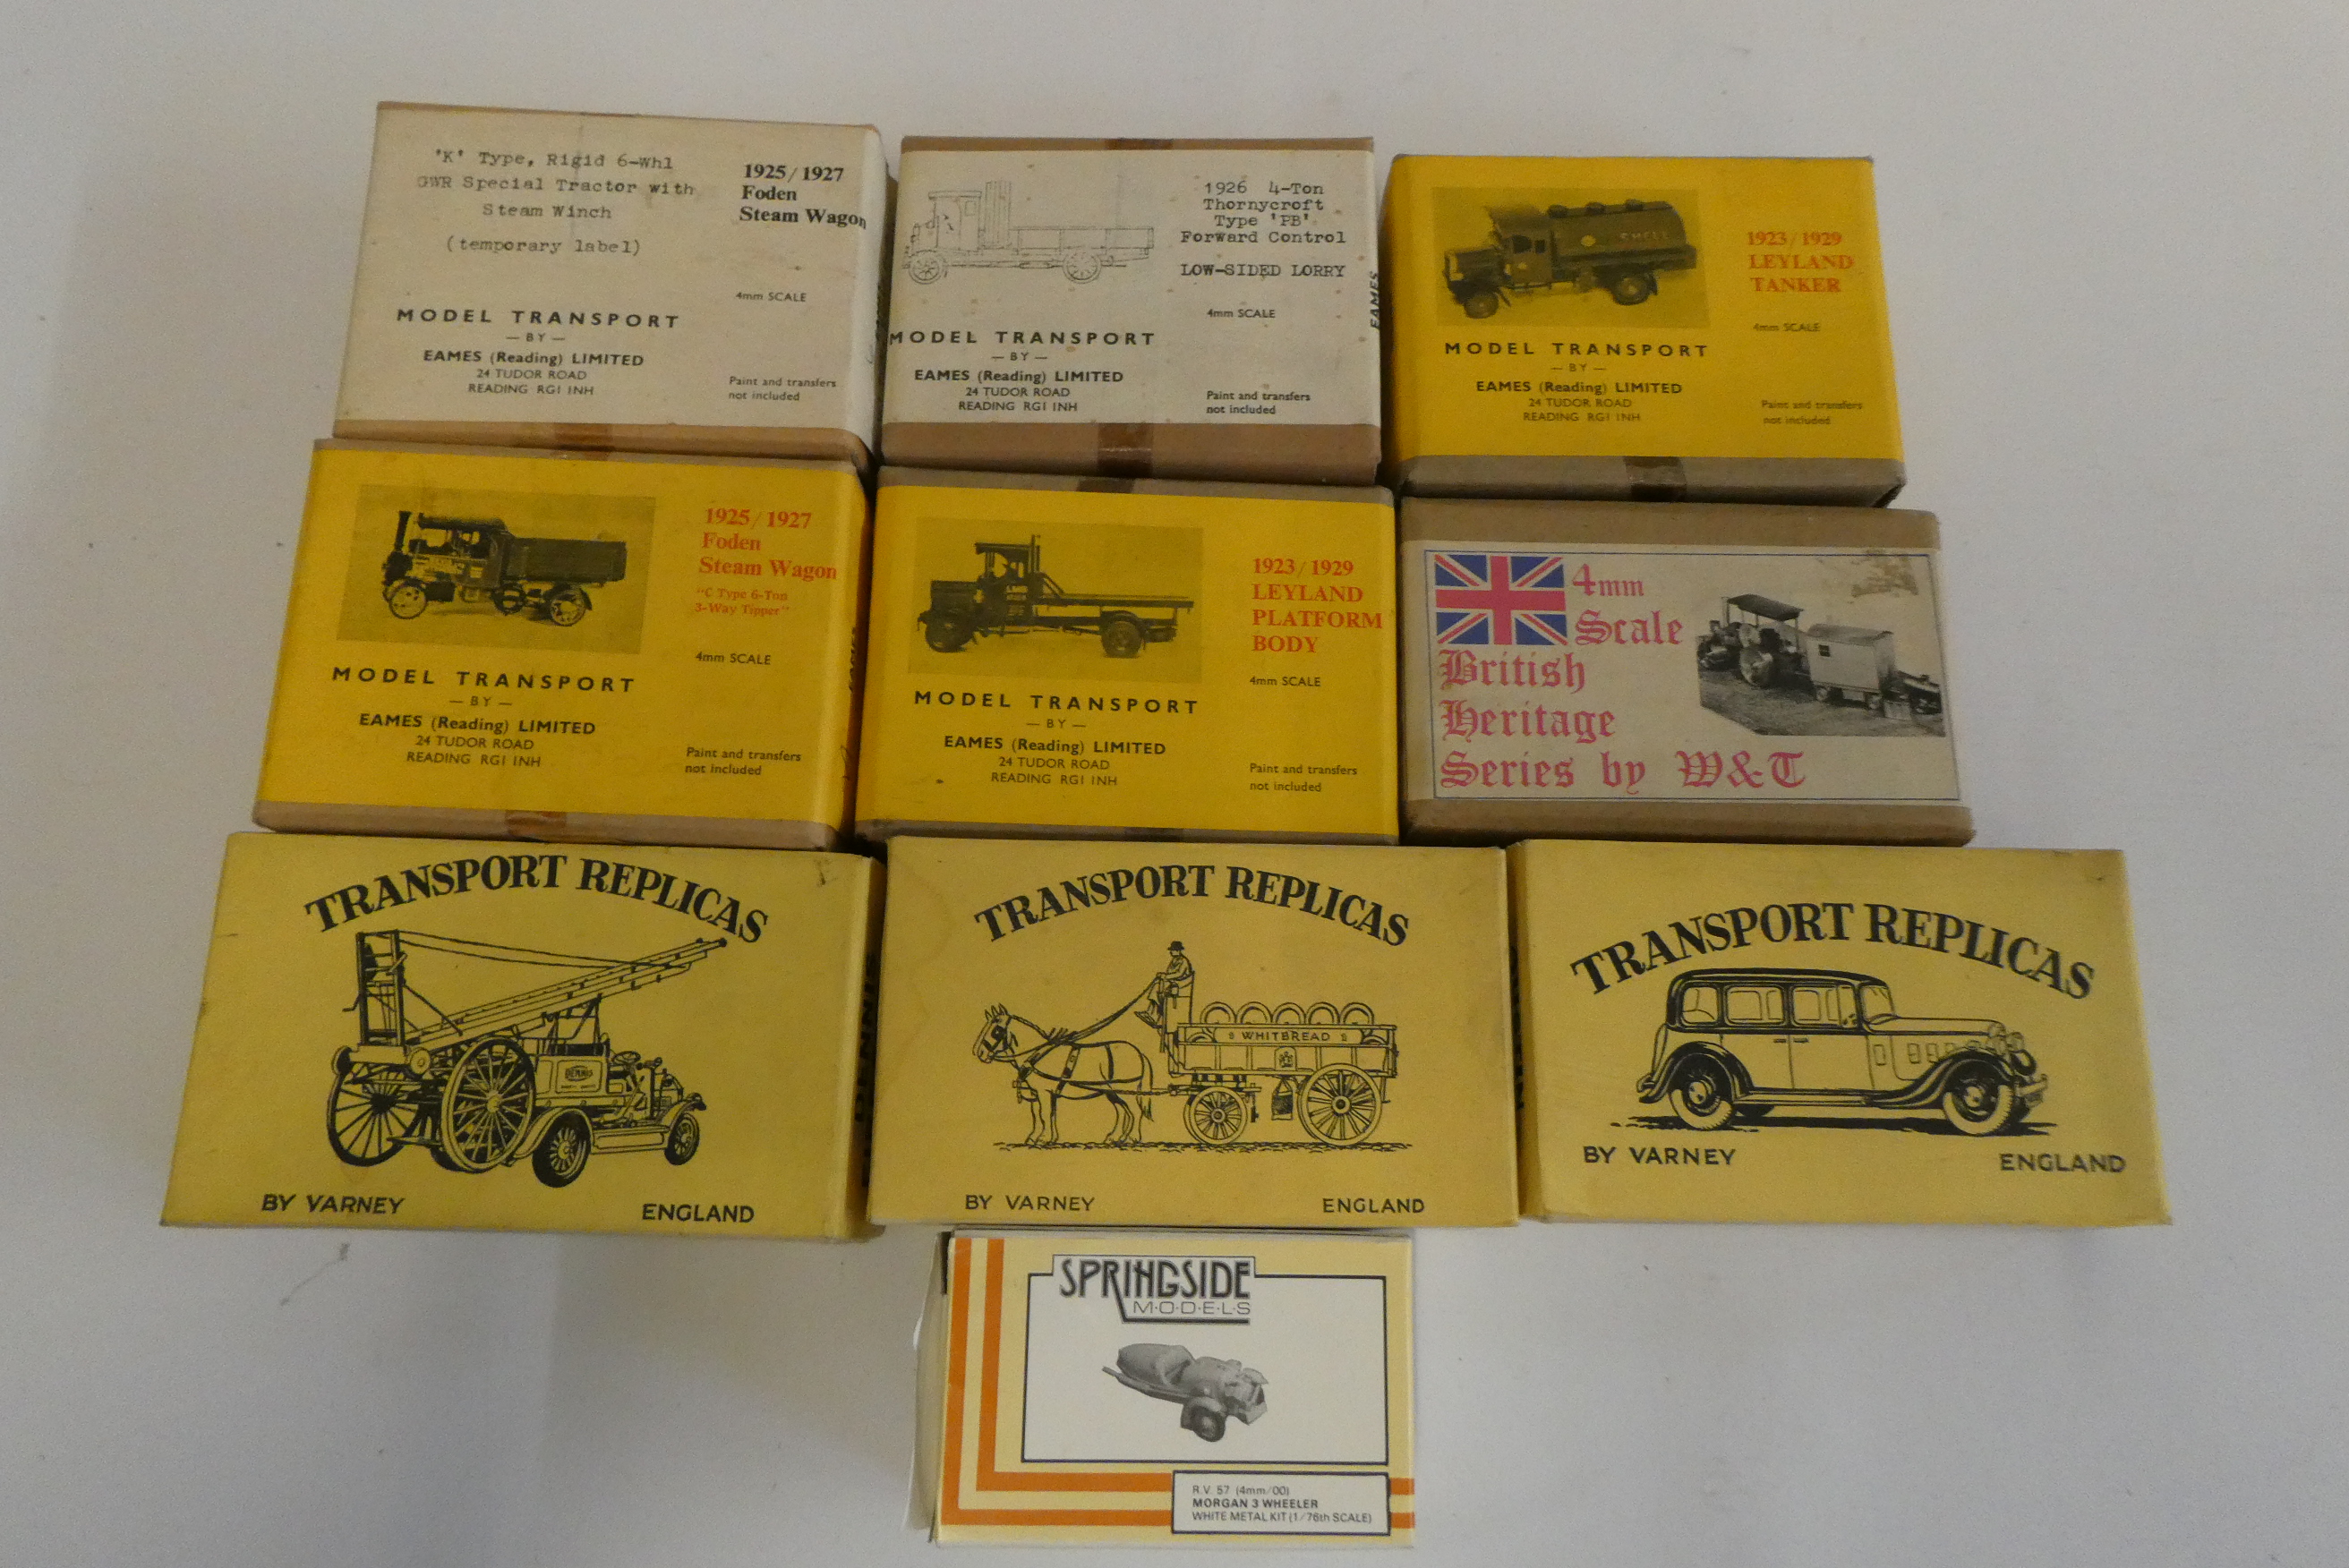 'K' Type, Rigid 6-Whl
GWR Special Tractor with
Steam Winch
(temporary label)
1925/1927
Foden
Steam Wagon
4mm SCALE
MODEL TRANSPORT
— BY —
EAMES (Reading) LIMITED
24 TUDOR ROAD
READING RG1 1NH
Paint and transfers
not included
1926 4-Ton
Thornycroft
Type 'PB'
Forward Control
LOW-SIDED LORRY
4mm SCALE
MODEL TRANSPORT
— BY —
EAMES (Reading) LIMITED
24 TUDOR ROAD
READING RG1 1NH
Paint and transfers
not included
EAMES
SHELL
1923/1929
LEYLAND
TANKER
4mm SCALE
MODEL TRANSPORT
— BY —
EAMES (Reading) LIMITED
24 TUDOR ROAD
READING RG1 1NH
Paint and transfers
not included
1925/1927
Foden
Steam Wagon
"C Type 6-Ton
3-Way Tipper"
4mm SCALE
MODEL TRANSPORT
— BY —
EAMES (Reading) LIMITED
24 TUDOR ROAD
READING RG1 1NH
Paint and transfers
not included
1923/1929
LEYLAND
PLATFORM
BODY
4mm SCALE
MODEL TRANSPORT
— BY —
EAMES (Reading) LIMITED
24 TUDOR ROAD
READING RG1 1NH
Paint and transfers
not included
4mm
Scale
British
Heritage
Series by W&T
TRANSPORT REPLICAS
DENNIS
BY VARNEY ENGLAND
TRANSPORT REPLICAS
WHITBREAD
BY VARNEY ENGLAND
TRANSPORT REPLICAS
BY VARNEY ENGLAND
SPRINGSIDE
M·O·D·E·L·S
R.V. 57 (4mm/00)
MORGAN 3 WHEELER
WHITE METAL KIT (1/76th SCALE)